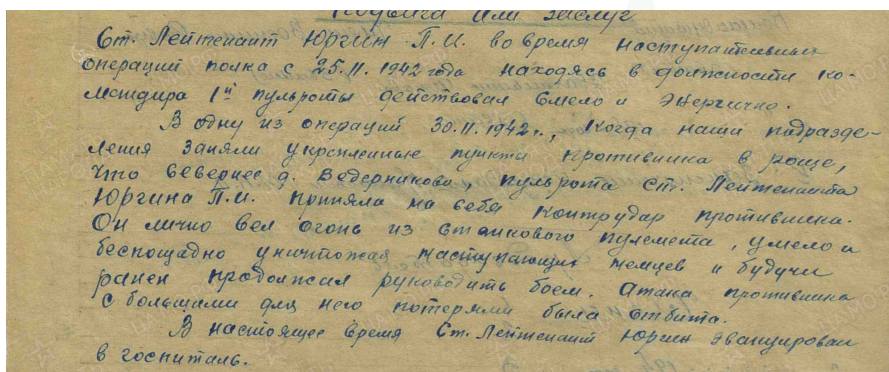 подвига или заслуг
Ст. Лейтенант Юргин П.И. во время наступательных
операций полка с 25.11.1942 года находясь в должности ко-
мандира 1й пульроты действовал смело и энергично.
В одну из операций 30.11.1942г., когда наши подразде-
ления заняли укрепленные пункты противника в роще,
что севернее д. Ведерниково, пульрота ст. Лейтенанта
Юргина П.И. приняла на себя контрудар противника.
Он лично вел огонь из станкового пулемета, умело и
беспощадно уничтожая наступающих немцев и будучи
ранен продолжал руководить боем. Атака противника
с большими для него потерями была отбита.
В настоящее время Ст. Лейтенант Юргин эвакуирован
в госпиталь.